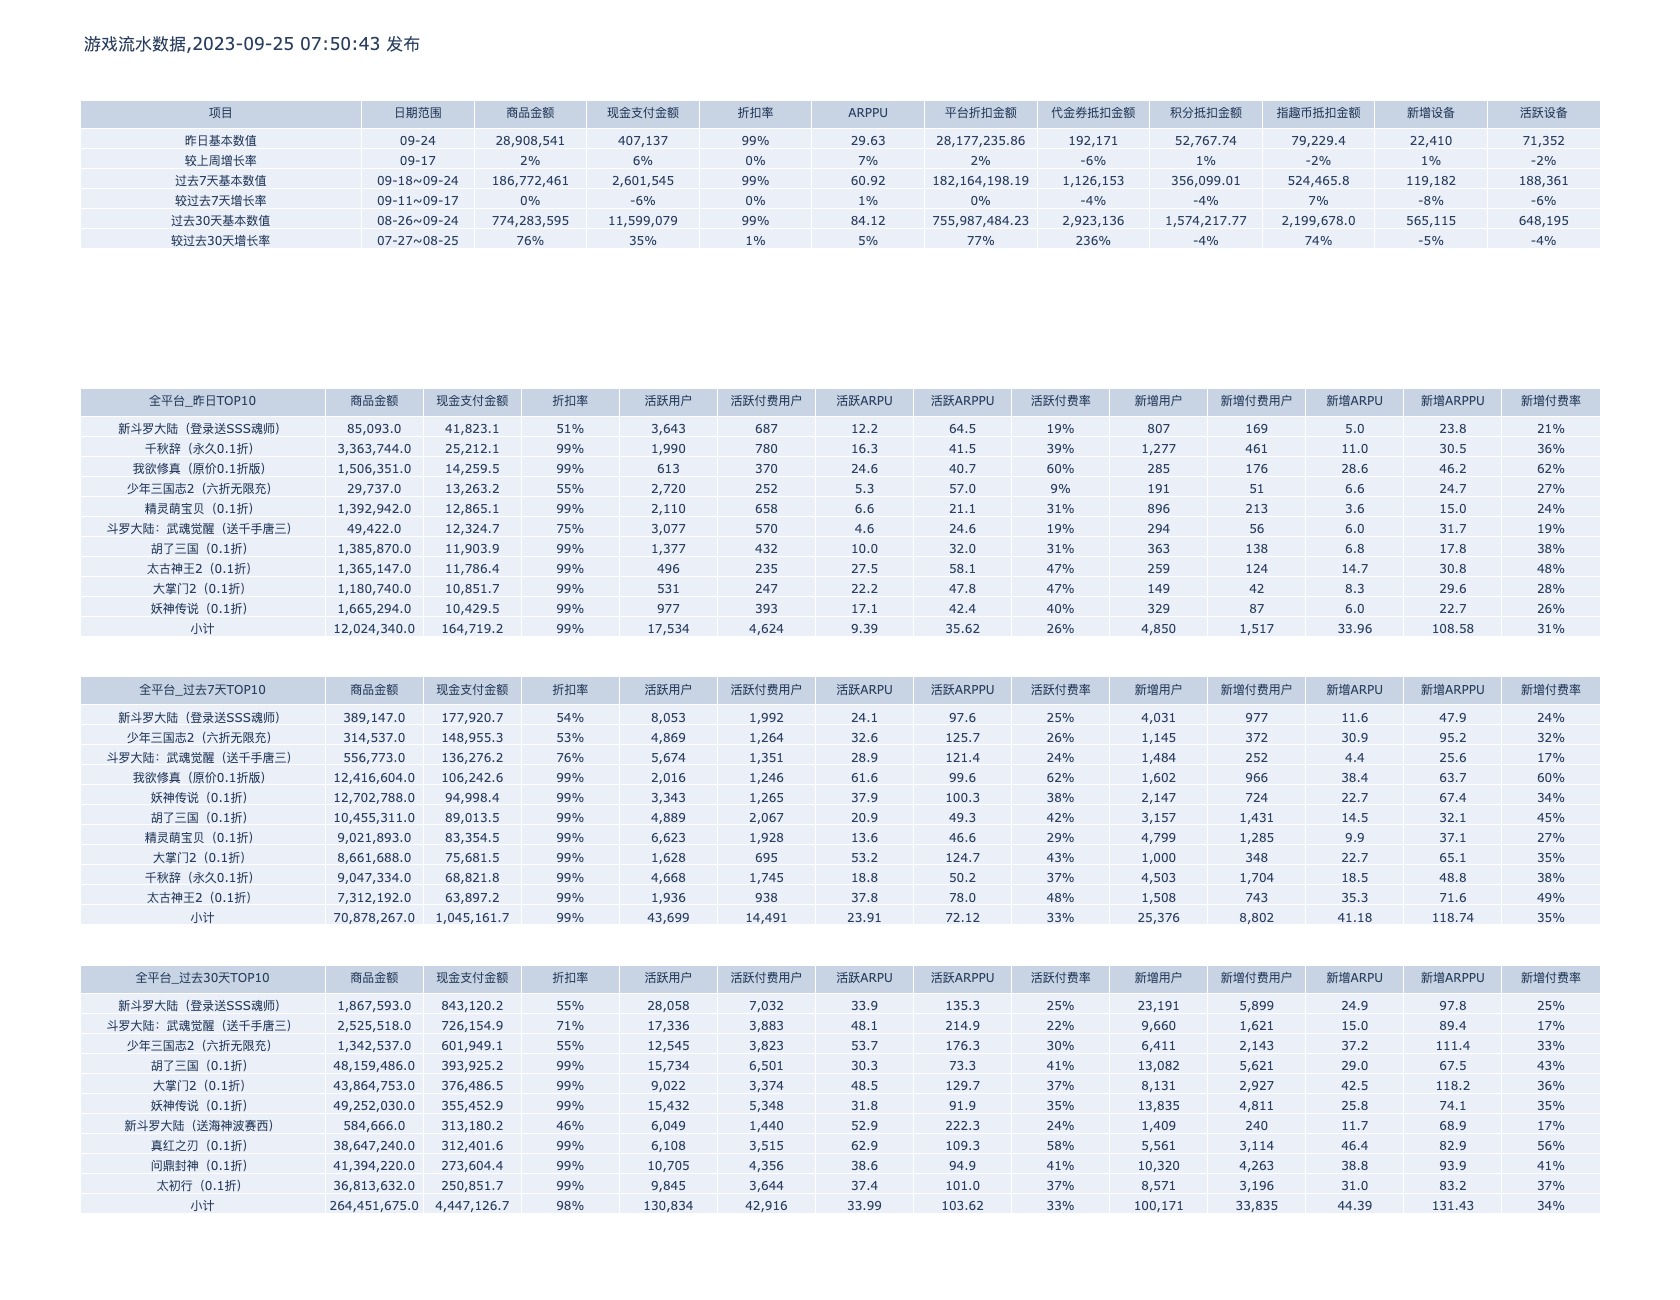 游戏流水数据,2023-09-25 07:50:43 发布
项目 日期范围 商品金额 现金支付金额 折扣率 ARPPU 平台折扣金额 代金券抵扣金额 积分抵扣金额 指趣币抵扣金额 新增设备 活跃设备
昨日基本数值 09-24 28,908,541 407,137 99% 29.63 28,177,235.86 192,171 52,767.74 79,229.4 22,410 71,352
较上周增长率 09-17 2% 6% 0% 7% 2% -6% 1% -2% 1% -2%
过去7天基本数值 09-18~09-24 186,772,461 2,601,545 99% 60.92 182,164,198.19 1,126,153 356,099.01 524,465.8 119,182 188,361
较过去7天增长率 09-11~09-17 0% -6% 0% 1% 0% -4% -4% 7% -8% -6%
过去30天基本数值 08-26~09-24 774,283,595 11,599,079 99% 84.12 755,987,484.23 2,923,136 1,574,217.77 2,199,678.0 565,115 648,195
较过去30天增长率 07-27~08-25 76% 35% 1% 5% 77% 236% -4% 74% -5% -4%
全平台_昨日TOP10 商品金额 现金支付金额 折扣率 活跃用户 活跃付费用户 活跃ARPU 活跃ARPPU 活跃付费率 新增用户 新增付费用户 新增ARPU 新增ARPPU 新增付费率
新斗罗大陆（登录送SSS魂师） 85,093.0 41,823.1 51% 3,643 687 12.2 64.5 19% 807 169 5.0 23.8 21%
千秋辞（永久0.1折） 3,363,744.0 25,212.1 99% 1,990 780 16.3 41.5 39% 1,277 461 11.0 30.5 36%
我欲修真（原价0.1折版） 1,506,351.0 14,259.5 99% 613 370 24.6 40.7 60% 285 176 28.6 46.2 62%
少年三国志2（六折无限充） 29,737.0 13,263.2 55% 2,720 252 5.3 57.0 9% 191 51 6.6 24.7 27%
精灵萌宝贝（0.1折） 1,392,942.0 12,865.1 99% 2,110 658 6.6 21.1 31% 896 213 3.6 15.0 24%
斗罗大陆：武魂觉醒（送千手唐三） 49,422.0 12,324.7 75% 3,077 570 4.6 24.6 19% 294 56 6.0 31.7 19%
胡了三国（0.1折） 1,385,870.0 11,903.9 99% 1,377 432 10.0 32.0 31% 363 138 6.8 17.8 38%
太古神王2（0.1折） 1,365,147.0 11,786.4 99% 496 235 27.5 58.1 47% 259 124 14.7 30.8 48%
大掌门2（0.1折） 1,180,740.0 10,851.7 99% 531 247 22.2 47.8 47% 149 42 8.3 29.6 28%
妖神传说（0.1折） 1,665,294.0 10,429.5 99% 977 393 17.1 42.4 40% 329 87 6.0 22.7 26%
小计 12,024,340.0 164,719.2 99% 17,534 4,624 9.39 35.62 26% 4,850 1,517 33.96 108.58 31%
全平台_过去7天TOP10 商品金额 现金支付金额 折扣率 活跃用户 活跃付费用户 活跃ARPU 活跃ARPPU 活跃付费率 新增用户 新增付费用户 新增ARPU 新增ARPPU 新增付费率
新斗罗大陆（登录送SSS魂师） 389,147.0 177,920.7 54% 8,053 1,992 24.1 97.6 25% 4,031 977 11.6 47.9 24%
少年三国志2（六折无限充） 314,537.0 148,955.3 53% 4,869 1,264 32.6 125.7 26% 1,145 372 30.9 95.2 32%
斗罗大陆：武魂觉醒（送千手唐三） 556,773.0 136,276.2 76% 5,674 1,351 28.9 121.4 24% 1,484 252 4.4 25.6 17%
我欲修真（原价0.1折版） 12,416,604.0 106,242.6 99% 2,016 1,246 61.6 99.6 62% 1,602 966 38.4 63.7 60%
妖神传说（0.1折） 12,702,788.0 94,998.4 99% 3,343 1,265 37.9 100.3 38% 2,147 724 22.7 67.4 34%
胡了三国（0.1折） 10,455,311.0 89,013.5 99% 4,889 2,067 20.9 49.3 42% 3,157 1,431 14.5 32.1 45%
精灵萌宝贝（0.1折） 9,021,893.0 83,354.5 99% 6,623 1,928 13.6 46.6 29% 4,799 1,285 9.9 37.1 27%
大掌门2（0.1折） 8,661,688.0 75,681.5 99% 1,628 695 53.2 124.7 43% 1,000 348 22.7 65.1 35%
千秋辞（永久0.1折） 9,047,334.0 68,821.8 99% 4,668 1,745 18.8 50.2 37% 4,503 1,704 18.5 48.8 38%
太古神王2（0.1折） 7,312,192.0 63,897.2 99% 1,936 938 37.8 78.0 48% 1,508 743 35.3 71.6 49%
小计 70,878,267.0 1,045,161.7 99% 43,699 14,491 23.91 72.12 33% 25,376 8,802 41.18 118.74 35%
全平台_过去30天TOP10 商品金额 现金支付金额 折扣率 活跃用户 活跃付费用户 活跃ARPU 活跃ARPPU 活跃付费率 新增用户 新增付费用户 新增ARPU 新增ARPPU 新增付费率
新斗罗大陆（登录送SSS魂师） 1,867,593.0 843,120.2 55% 28,058 7,032 33.9 135.3 25% 23,191 5,899 24.9 97.8 25%
斗罗大陆：武魂觉醒（送千手唐三） 2,525,518.0 726,154.9 71% 17,336 3,883 48.1 214.9 22% 9,660 1,621 15.0 89.4 17%
少年三国志2（六折无限充） 1,342,537.0 601,949.1 55% 12,545 3,823 53.7 176.3 30% 6,411 2,143 37.2 111.4 33%
胡了三国（0.1折） 48,159,486.0 393,925.2 99% 15,734 6,501 30.3 73.3 41% 13,082 5,621 29.0 67.5 43%
大掌门2（0.1折） 43,864,753.0 376,486.5 99% 9,022 3,374 48.5 129.7 37% 8,131 2,927 42.5 118.2 36%
妖神传说（0.1折） 49,252,030.0 355,452.9 99% 15,432 5,348 31.8 91.9 35% 13,835 4,811 25.8 74.1 35%
新斗罗大陆（送海神波赛西） 584,666.0 313,180.2 46% 6,049 1,440 52.9 222.3 24% 1,409 240 11.7 68.9 17%
真红之刃（0.1折） 38,647,240.0 312,401.6 99% 6,108 3,515 62.9 109.3 58% 5,561 3,114 46.4 82.9 56%
问鼎封神（0.1折） 41,394,220.0 273,604.4 99% 10,705 4,356 38.6 94.9 41% 10,320 4,263 38.8 93.9 41%
太初行（0.1折） 36,813,632.0 250,851.7 99% 9,845 3,644 37.4 101.0 37% 8,571 3,196 31.0 83.2 37%
小计 264,451,675.0 4,447,126.7 98% 130,834 42,916 33.99 103.62 33% 100,171 33,835 44.39 131.43 34%